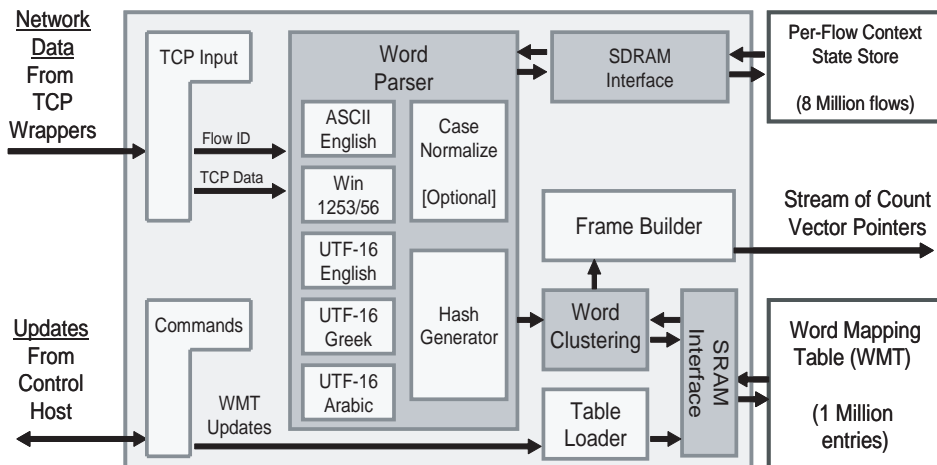 Network
Data
From
TCP
Wrappers
TCP Input
Flow ID
TCP Data
Word
Parser
ASCII
English
Win
1253/56
UTF-16
English
UTF-16
Greek
UTF-16
Arabic
Case
Normalize
[Optional]
Hash
Generator
SDRAM
Interface
Per-Flow Context
State Store
(8 Million flows)
Frame Builder
Stream of Count
Vector Pointers
Word
Clustering
SRAM
Interface
Word Mapping
Table (WMT)
(1 Million
entries)
Updates
From
Control
Host
Commands
WMT
Updates
Table
Loader